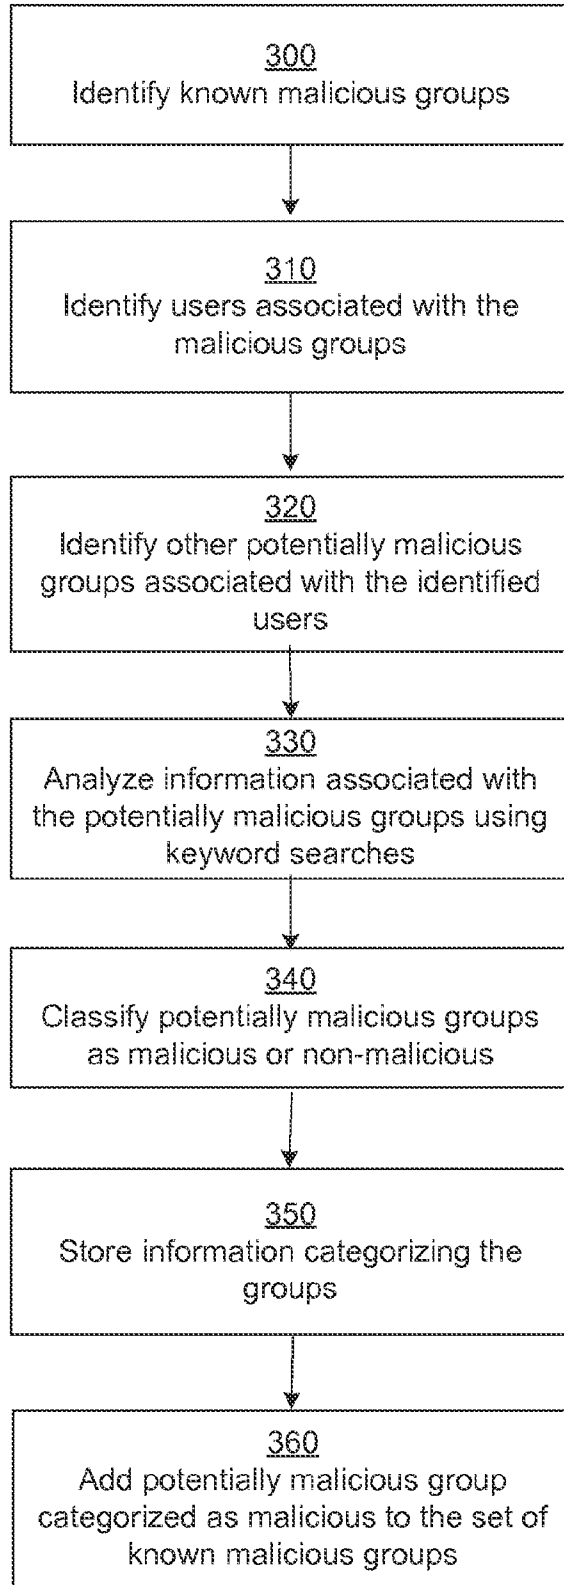 300
Identify known malicious groups
310
Identify users associated with the
malicious groups
320
Identify other potentially malicious
groups associated with the identified
users
330
Analyze information associated with
the potentially malicious groups using
keyword searches
340
Classify potentially malicious groups
as malicious or non-malicious
350
Store information categorizing the
groups
360
Add potentially malicious group
categorized as malicious to the set of
known malicious groups